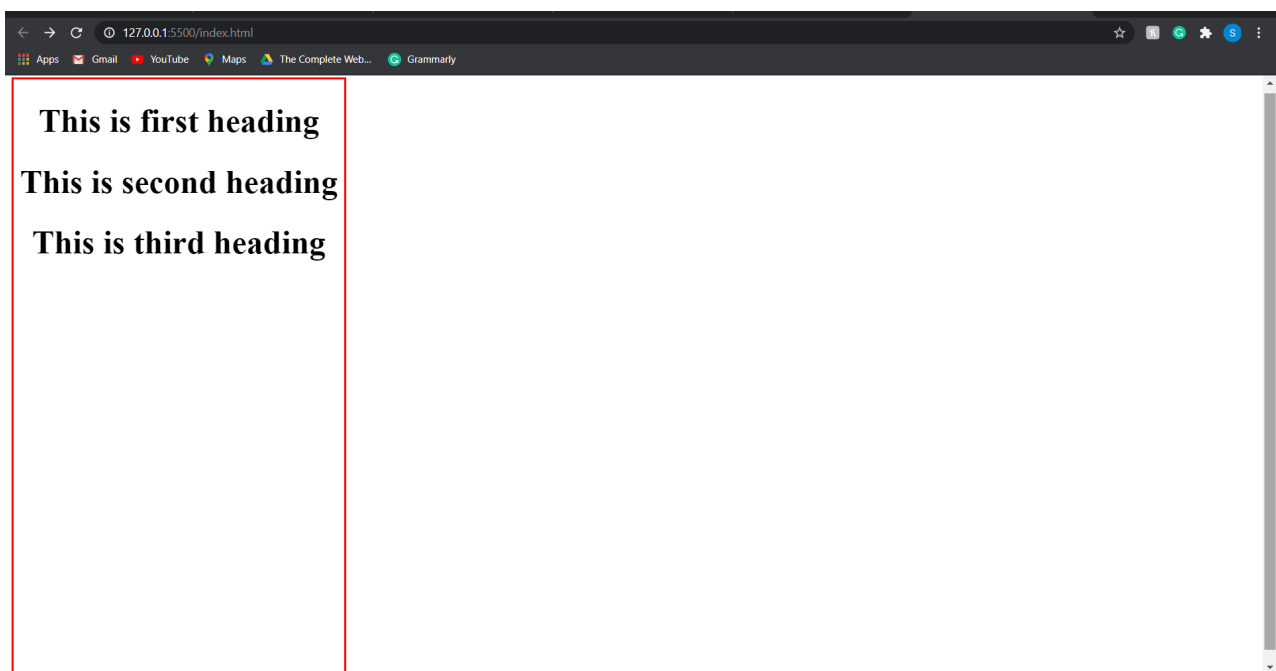 127.0.0.1:5500/index.html
S
Apps Gmail YouTube Maps The Complete Web... Grammarly
This is first heading
This is second heading
This is third heading